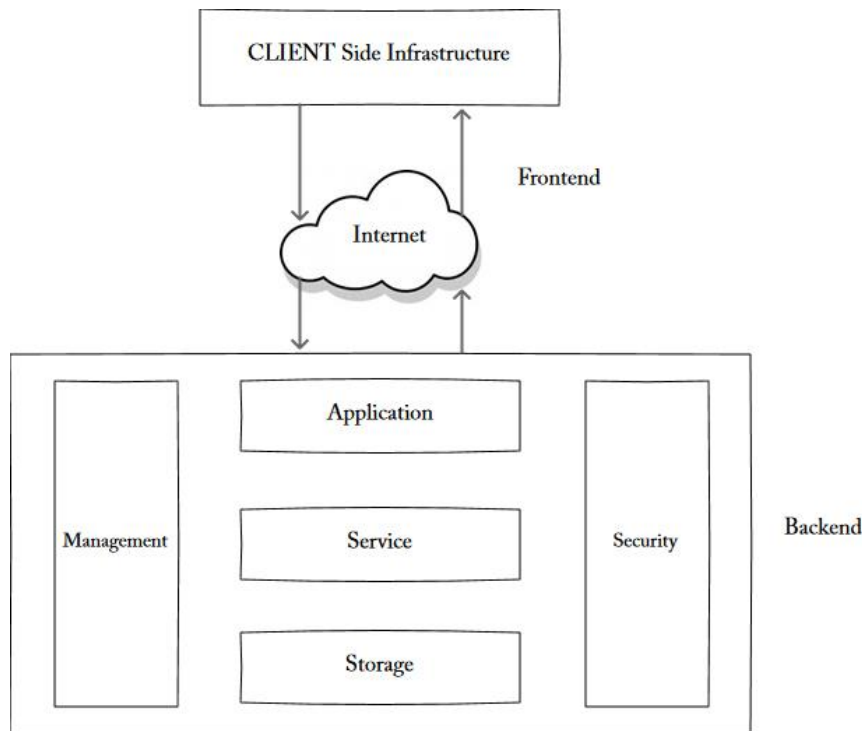 CLIENT Side Infrastructure
Frontend
Internet
Application
Management
Service
Security
Backend
Storage